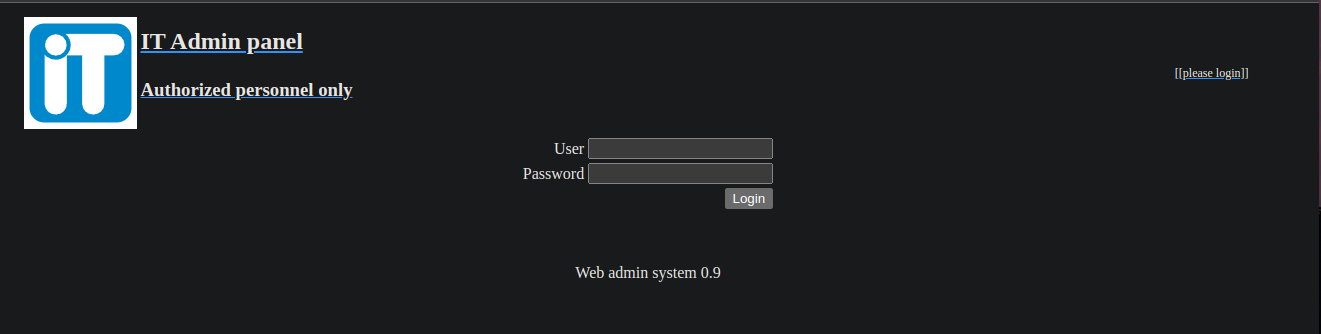 iT
IT Admin panel
Authorized personnel only
[[please login]]
User
Password
Login
Web admin system 0.9